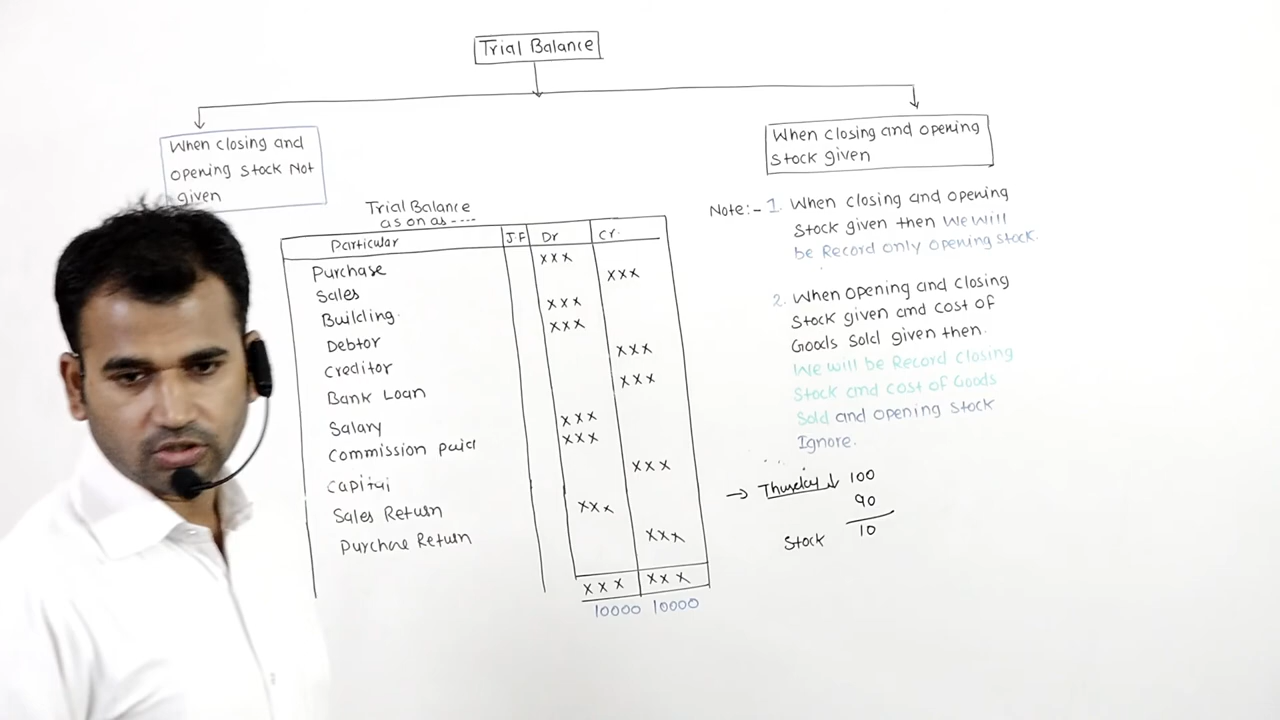 Trial Balance
When closing and
opening stock Not
given
When closing and opening
stock given
Trial Balance
as on as ----
Particular J.F Dr Cr.
Purchase xxx
Sales xxx
Building. xxx
Debtor xxx
Creditor xxx
Bank Loan xxx
Salary xxx
Commission paid xxx
Sales Return xxx
Purchase Return xxx
xxx xxx
10000 10000
Note:- 1. When closing and opening
Stock given then We will
be Record only opening stock.
2. When opening and closing
Stock given and cost of
Goods Sold given then.
We will be Record closing
Stock and cost of Goods
Sold and opening stock
Ignore.
→ 100
90
Stock 10